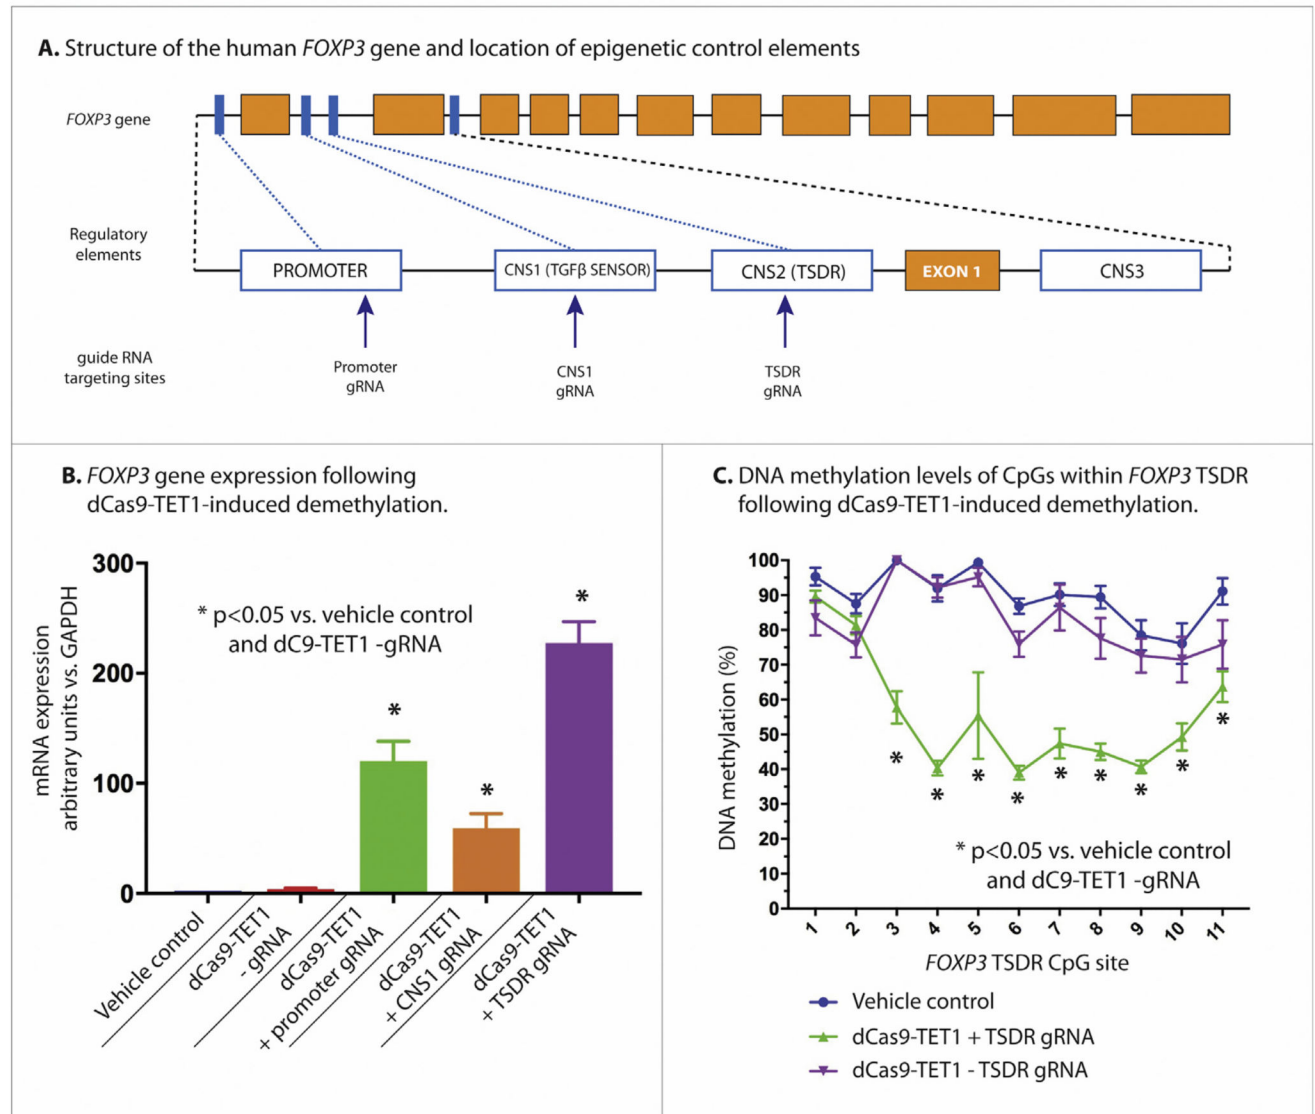 A. Structure of the human FOXP3 gene and location of epigenetic control elements
FOXP3 gene
Regulatory
elements
PROMOTER
CNS1 (TGFβ SENSOR)
CNS2 (TSDR)
EXON 1
CNS3
guide RNA
targeting sites
Promoter
gRNA
CNS1
gRNA
TSDR
gRNA
B. FOXP3 gene expression following
dCas9-TET1-induced demethylation.
mRNA expression
arbitrary units vs. GAPDH
300
200
100
0
* p<0.05 vs. vehicle control
and dC9-TET1 -gRNA
*
*
*
Vehicle control
dCas9-TET1
- gRNA
dCas9-TET1
+ promoter gRNA
dCas9-TET1
+ CNS1 gRNA
dCas9-TET1
+ TSDR gRNA
C. DNA methylation levels of CpGs within FOXP3 TSDR
following dCas9-TET1-induced demethylation.
DNA methylation (%)
100
90
80
70
60
50
40
30
20
10
0
* * * * * * * * *
* p<0.05 vs. vehicle control
and dC9-TET1 -gRNA
1 2 3 4 5 6 7 8 9 10 11
FOXP3 TSDR CpG site
Vehicle control
dCas9-TET1 + TSDR gRNA
dCas9-TET1 - TSDR gRNA